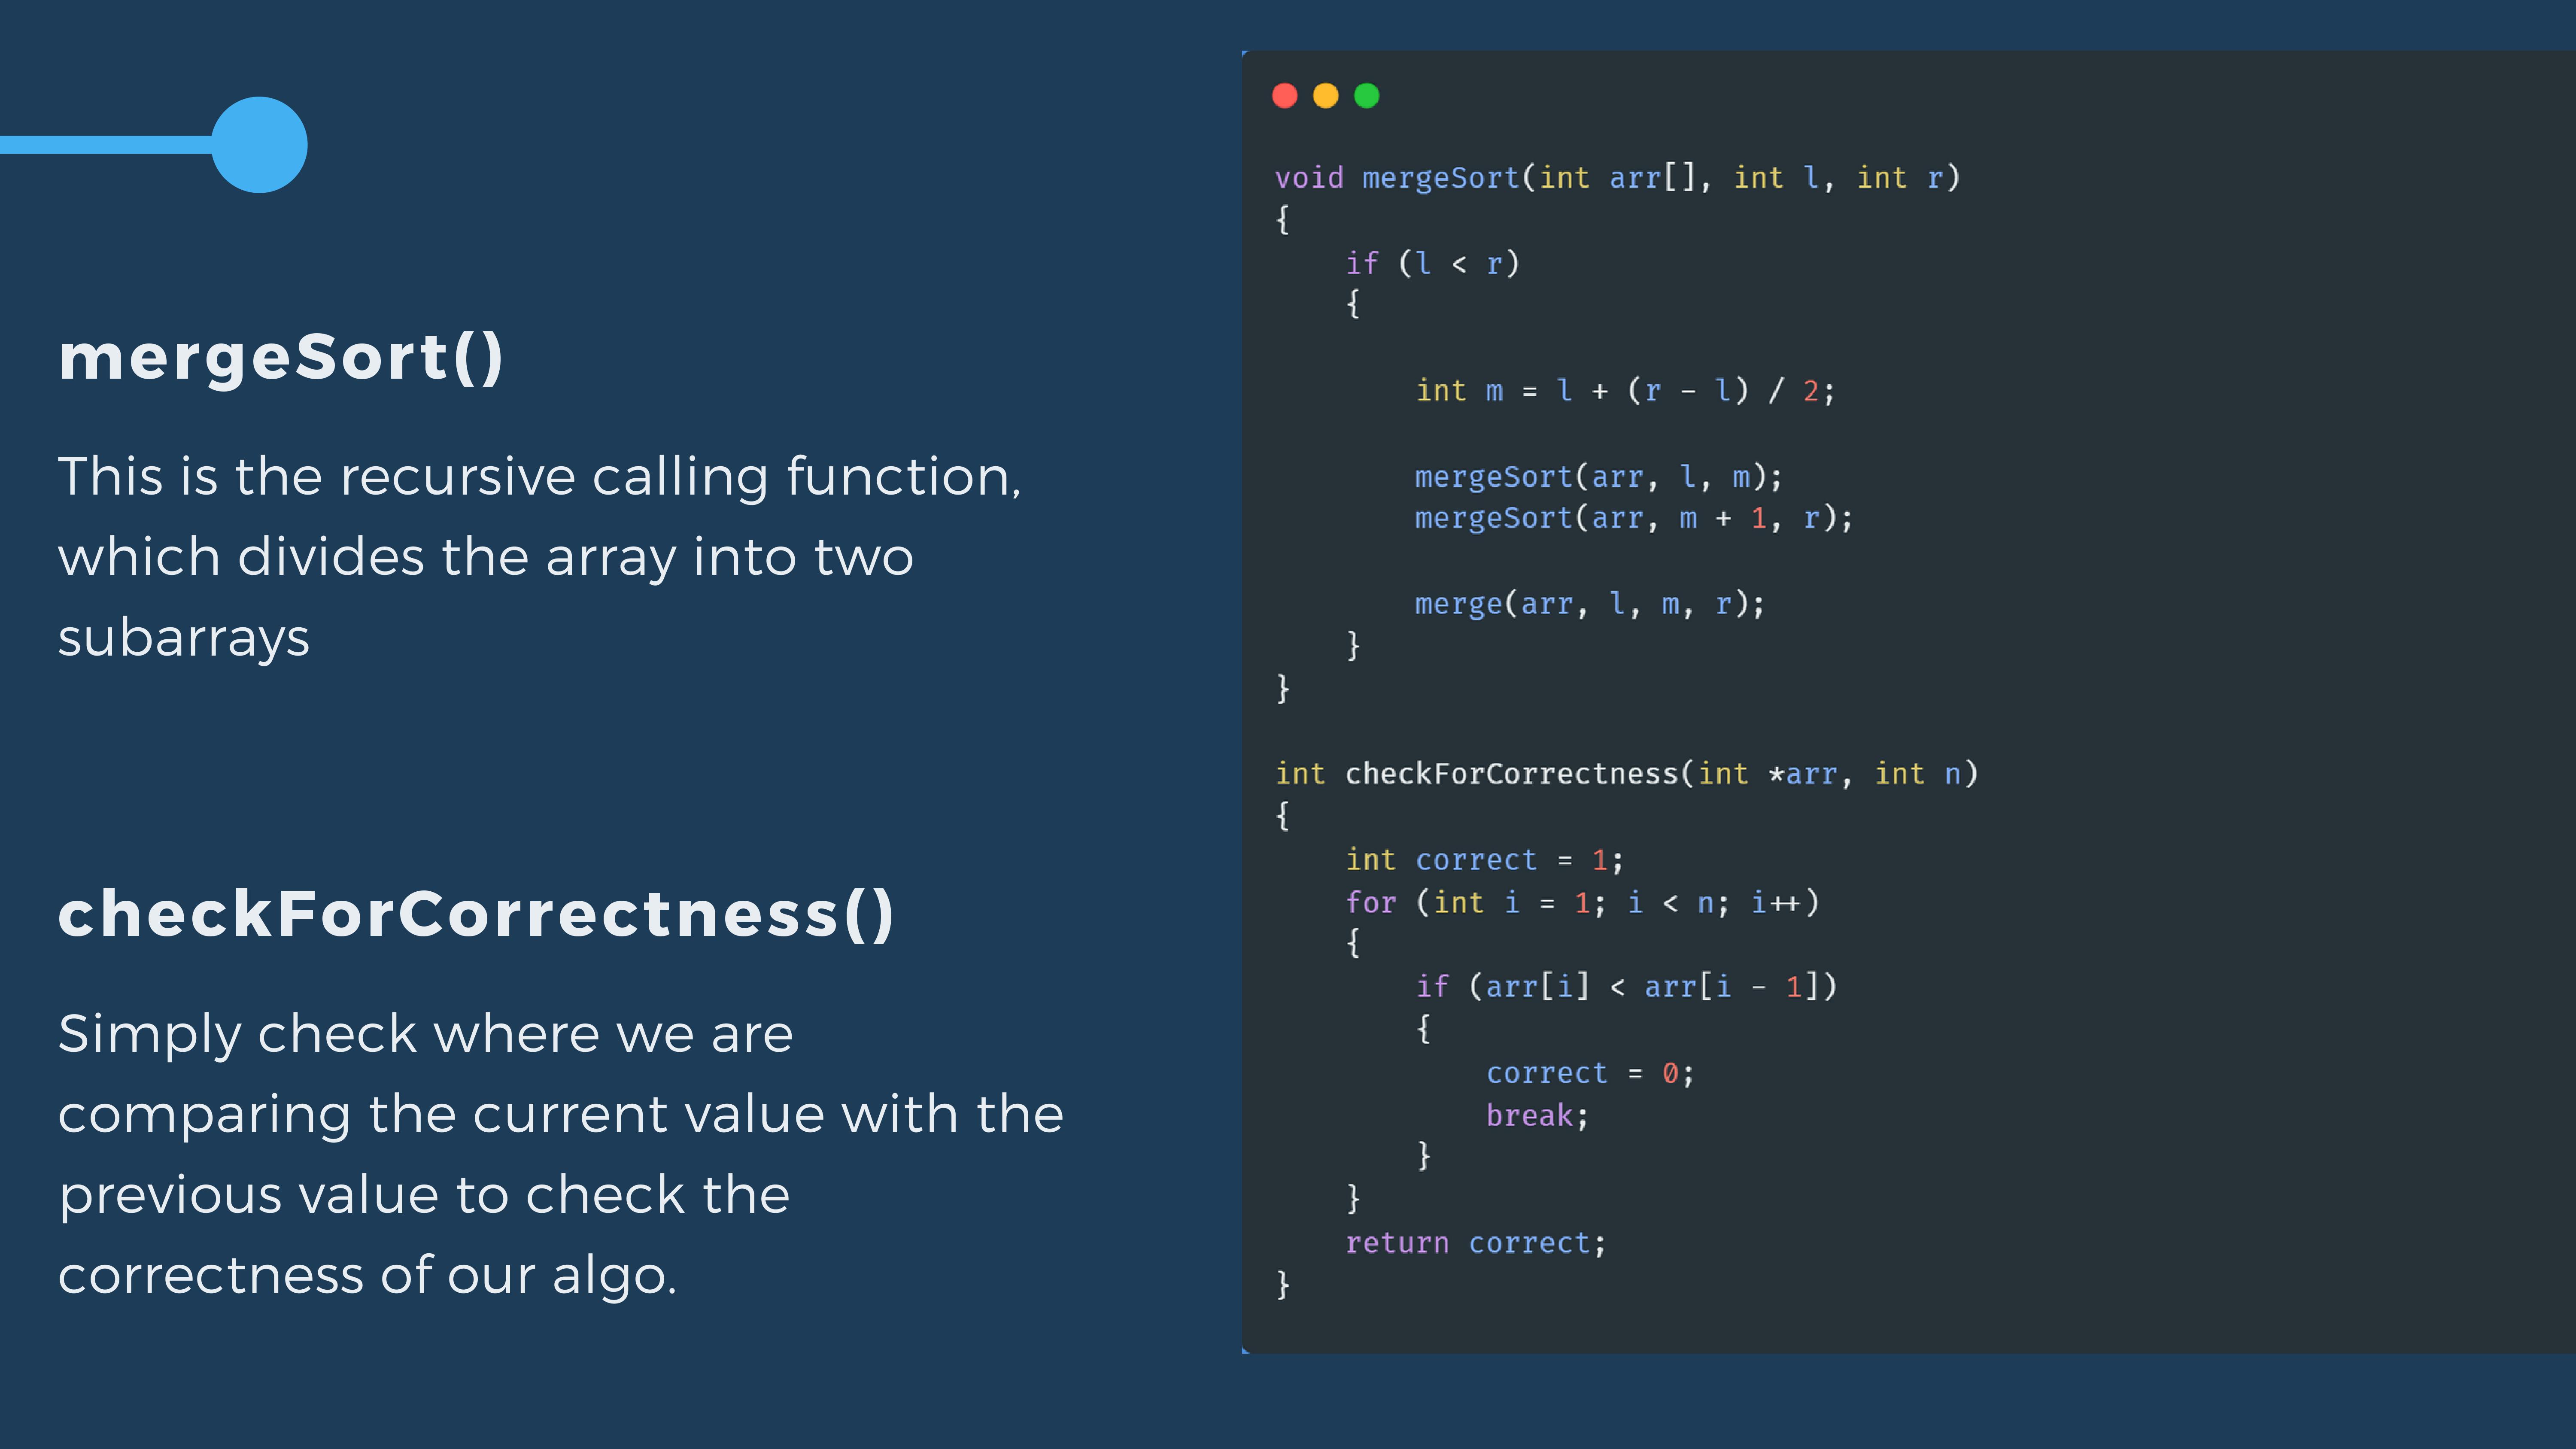 mergeSort()
This is the recursive calling function,
which divides the array into two
subarrays
checkForCorrectness()
Simply check where we are
comparing the current value with the
previous value to check the
correctness of our algo.
void mergeSort(int arr[], int l, int r)
{
    if (l < r)
    {
        int m = l + (r - l) / 2;
        mergeSort(arr, l, m);
        mergeSort(arr, m + 1, r);
        merge(arr, l, m, r);
    }
}
int checkForCorrectness(int *arr, int n)
{
    int correct = 1;
    for (int i = 1; i < n; i++)
    {
        if (arr[i] < arr[i - 1])
        {
            correct = 0;
            break;
        }
    }
    return correct;
}